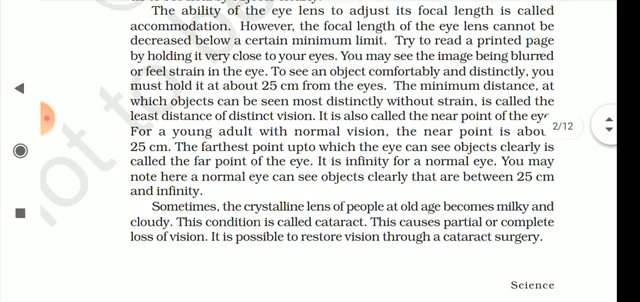 The ability of the eye lens to adjust its focal length is called
accommodation. However, the focal length of the eye lens cannot be
decreased below a certain minimum limit. Try to read a printed page
by holding it very close to your eyes. You may see the image being blurred
or feel strain in the eye. To see an object comfortably and distinctly, you
must hold it at about 25 cm from the eyes. The minimum distance, at
which objects can be seen most distinctly without strain, is called the
least distance of distinct vision. It is also called the near point of the eye
2/12
For a young adult with normal vision, the near point is abou
25 cm. The farthest point upto which the eye can see objects clearly is
called the far point of the eye. It is infinity for a normal eye. You may
note here a normal eye can see objects clearly that are between 25 cm
and infinity.
Sometimes, the crystalline lens of people at old age becomes milky and
cloudy. This condition is called cataract. This causes partial or complete
loss of vision. It is possible to restore vision through a cataract surgery.
Science
not to b